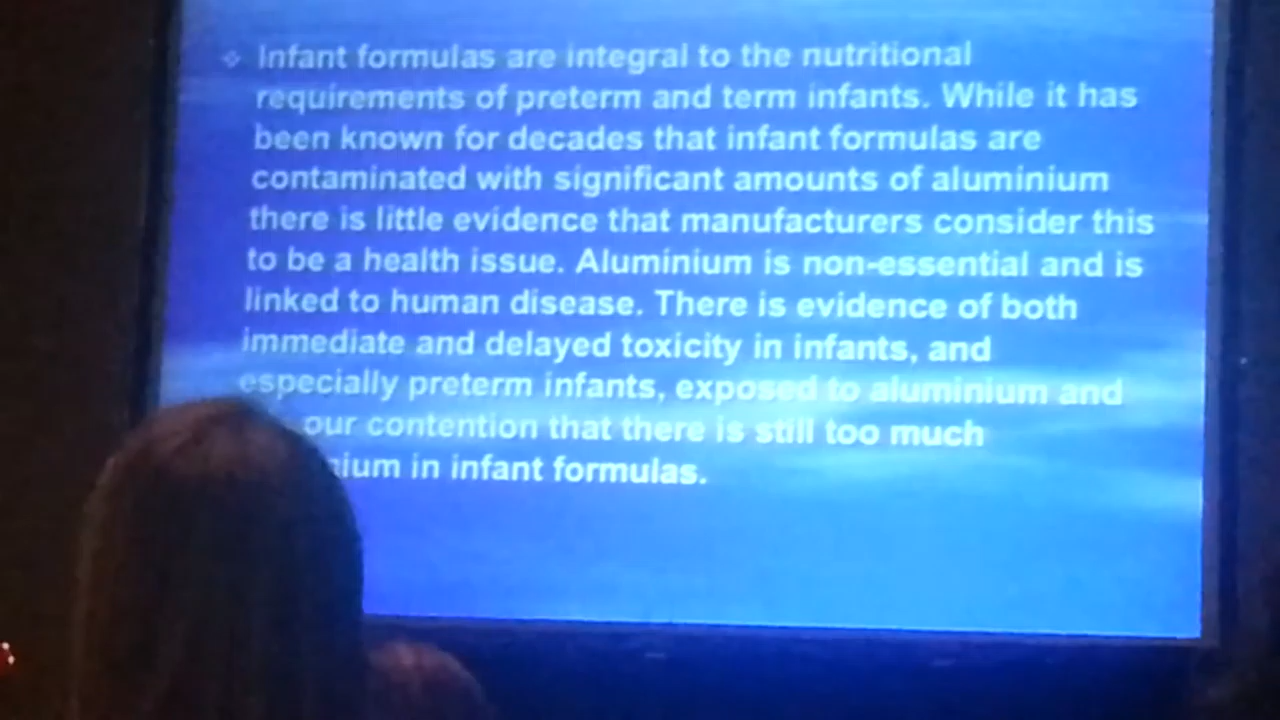 Infant formulas are integral to the nutritional
requirements of preterm and term infants. While it has
been known for decades that infant formulas are
contaminated with significant amounts of aluminium
there is little evidence that manufacturers consider this
to be a health issue. Aluminium is non-essential and is
linked to human disease. There is evidence of both
immediate and delayed toxicity in infants, and
especially preterm infants, exposed to aluminium and
our contention that there is still too much
in infant formulas.